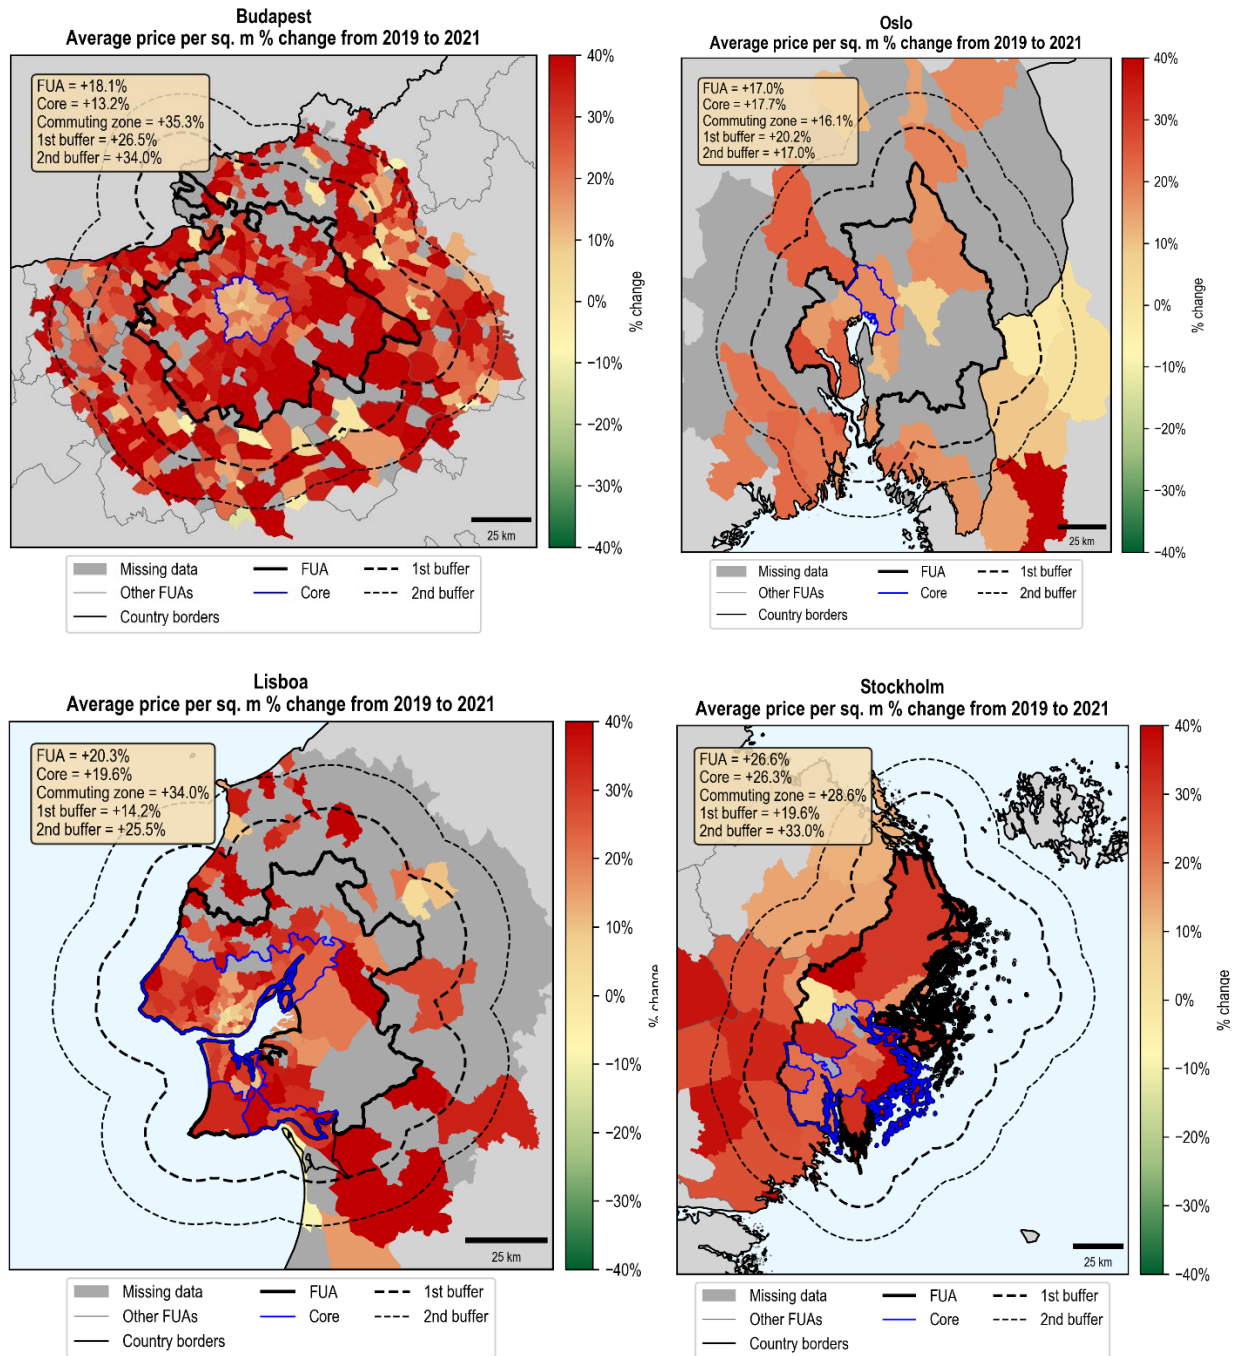 Budapest
Average price per sq. m % change from 2019 to 2021
FUA = +18.1%
Core = +13.2%
Commuting zone = +35.3%
1st buffer = +26.5%
2nd buffer = +34.0%
40%
30%
20%
10%
0%
−10%
−20%
−30%
−40%
% change
25 km
Missing data
FUA
1st buffer
Other FUAs
Core
2nd buffer
Country borders
Oslo
Average price per sq. m % change from 2019 to 2021
FUA = +17.0%
Core = +17.7%
Commuting zone = +16.1%
1st buffer = +20.2%
2nd buffer = +17.0%
40%
30%
20%
10%
0%
−10%
−20%
−30%
−40%
% change
25 km
Missing data
FUA
1st buffer
Other FUAs
Core
2nd buffer
Country borders
Lisboa
Average price per sq. m % change from 2019 to 2021
FUA = +20.3%
Core = +19.6%
Commuting zone = +34.0%
1st buffer = +14.2%
2nd buffer = +25.5%
40%
30%
20%
10%
0%
−10%
−20%
−30%
−40%
% change
25 km
Missing data
FUA
1st buffer
Other FUAs
Core
2nd buffer
Country borders
Stockholm
Average price per sq. m % change from 2019 to 2021
FUA = +26.6%
Core = +26.3%
Commuting zone = +28.6%
1st buffer = +19.6%
2nd buffer = +33.0%
40%
30%
20%
10%
0%
−10%
−20%
−30%
−40%
% change
25 km
Missing data
FUA
1st buffer
Other FUAs
Core
2nd buffer
Country borders